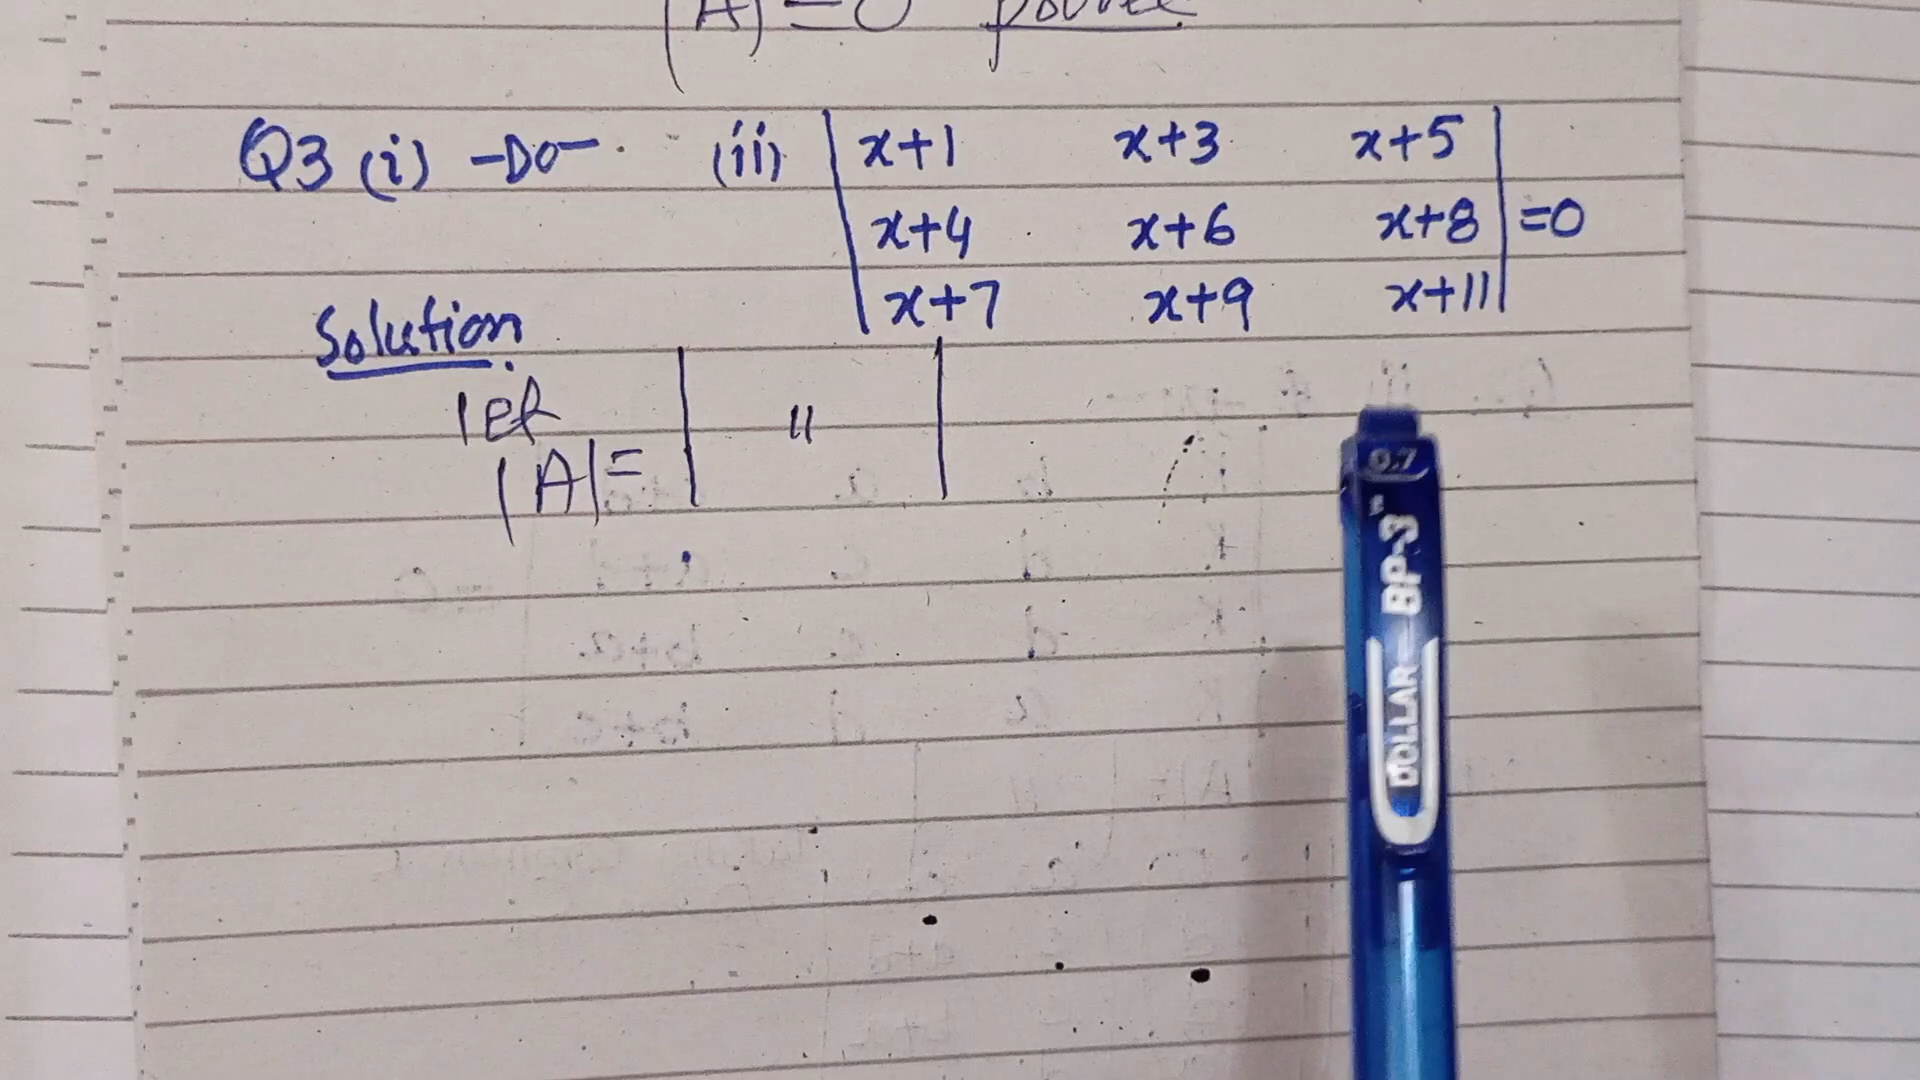 |A|=0
Q3 (i) -Do- (ii) | x+1 x+3 x+5 |
| x+4 x+6 x+8 | =0
| x+7 x+9 x+11 |
Solution
let
|A|= | " |
0.7
DOLLAR BP-3